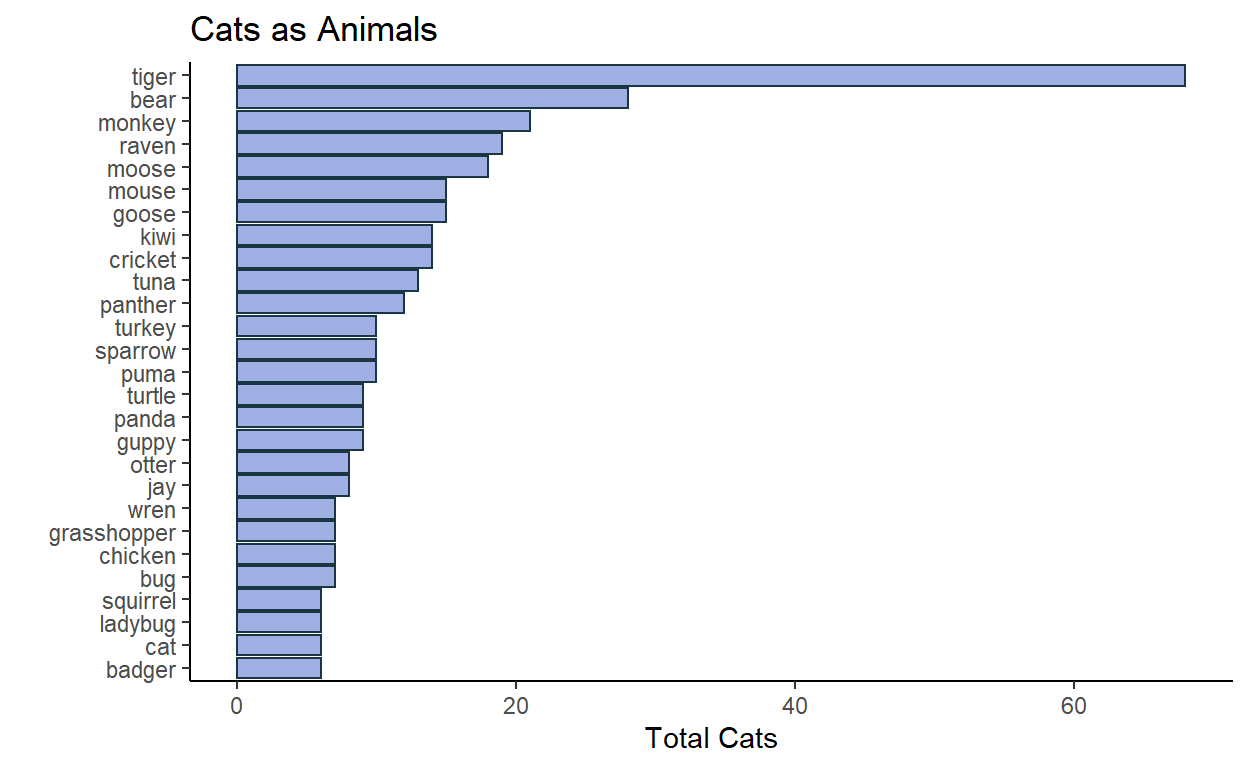 Cats as Animals
tiger
bear
monkey
raven
moose
mouse
goose
kiwi
cricket
tuna
panther
turkey
sparrow
puma
turtle
panda
guppy
otter
jay
wren
grasshopper
chicken
bug
squirrel
ladybug
cat
badger
0 20 40 60
Total Cats